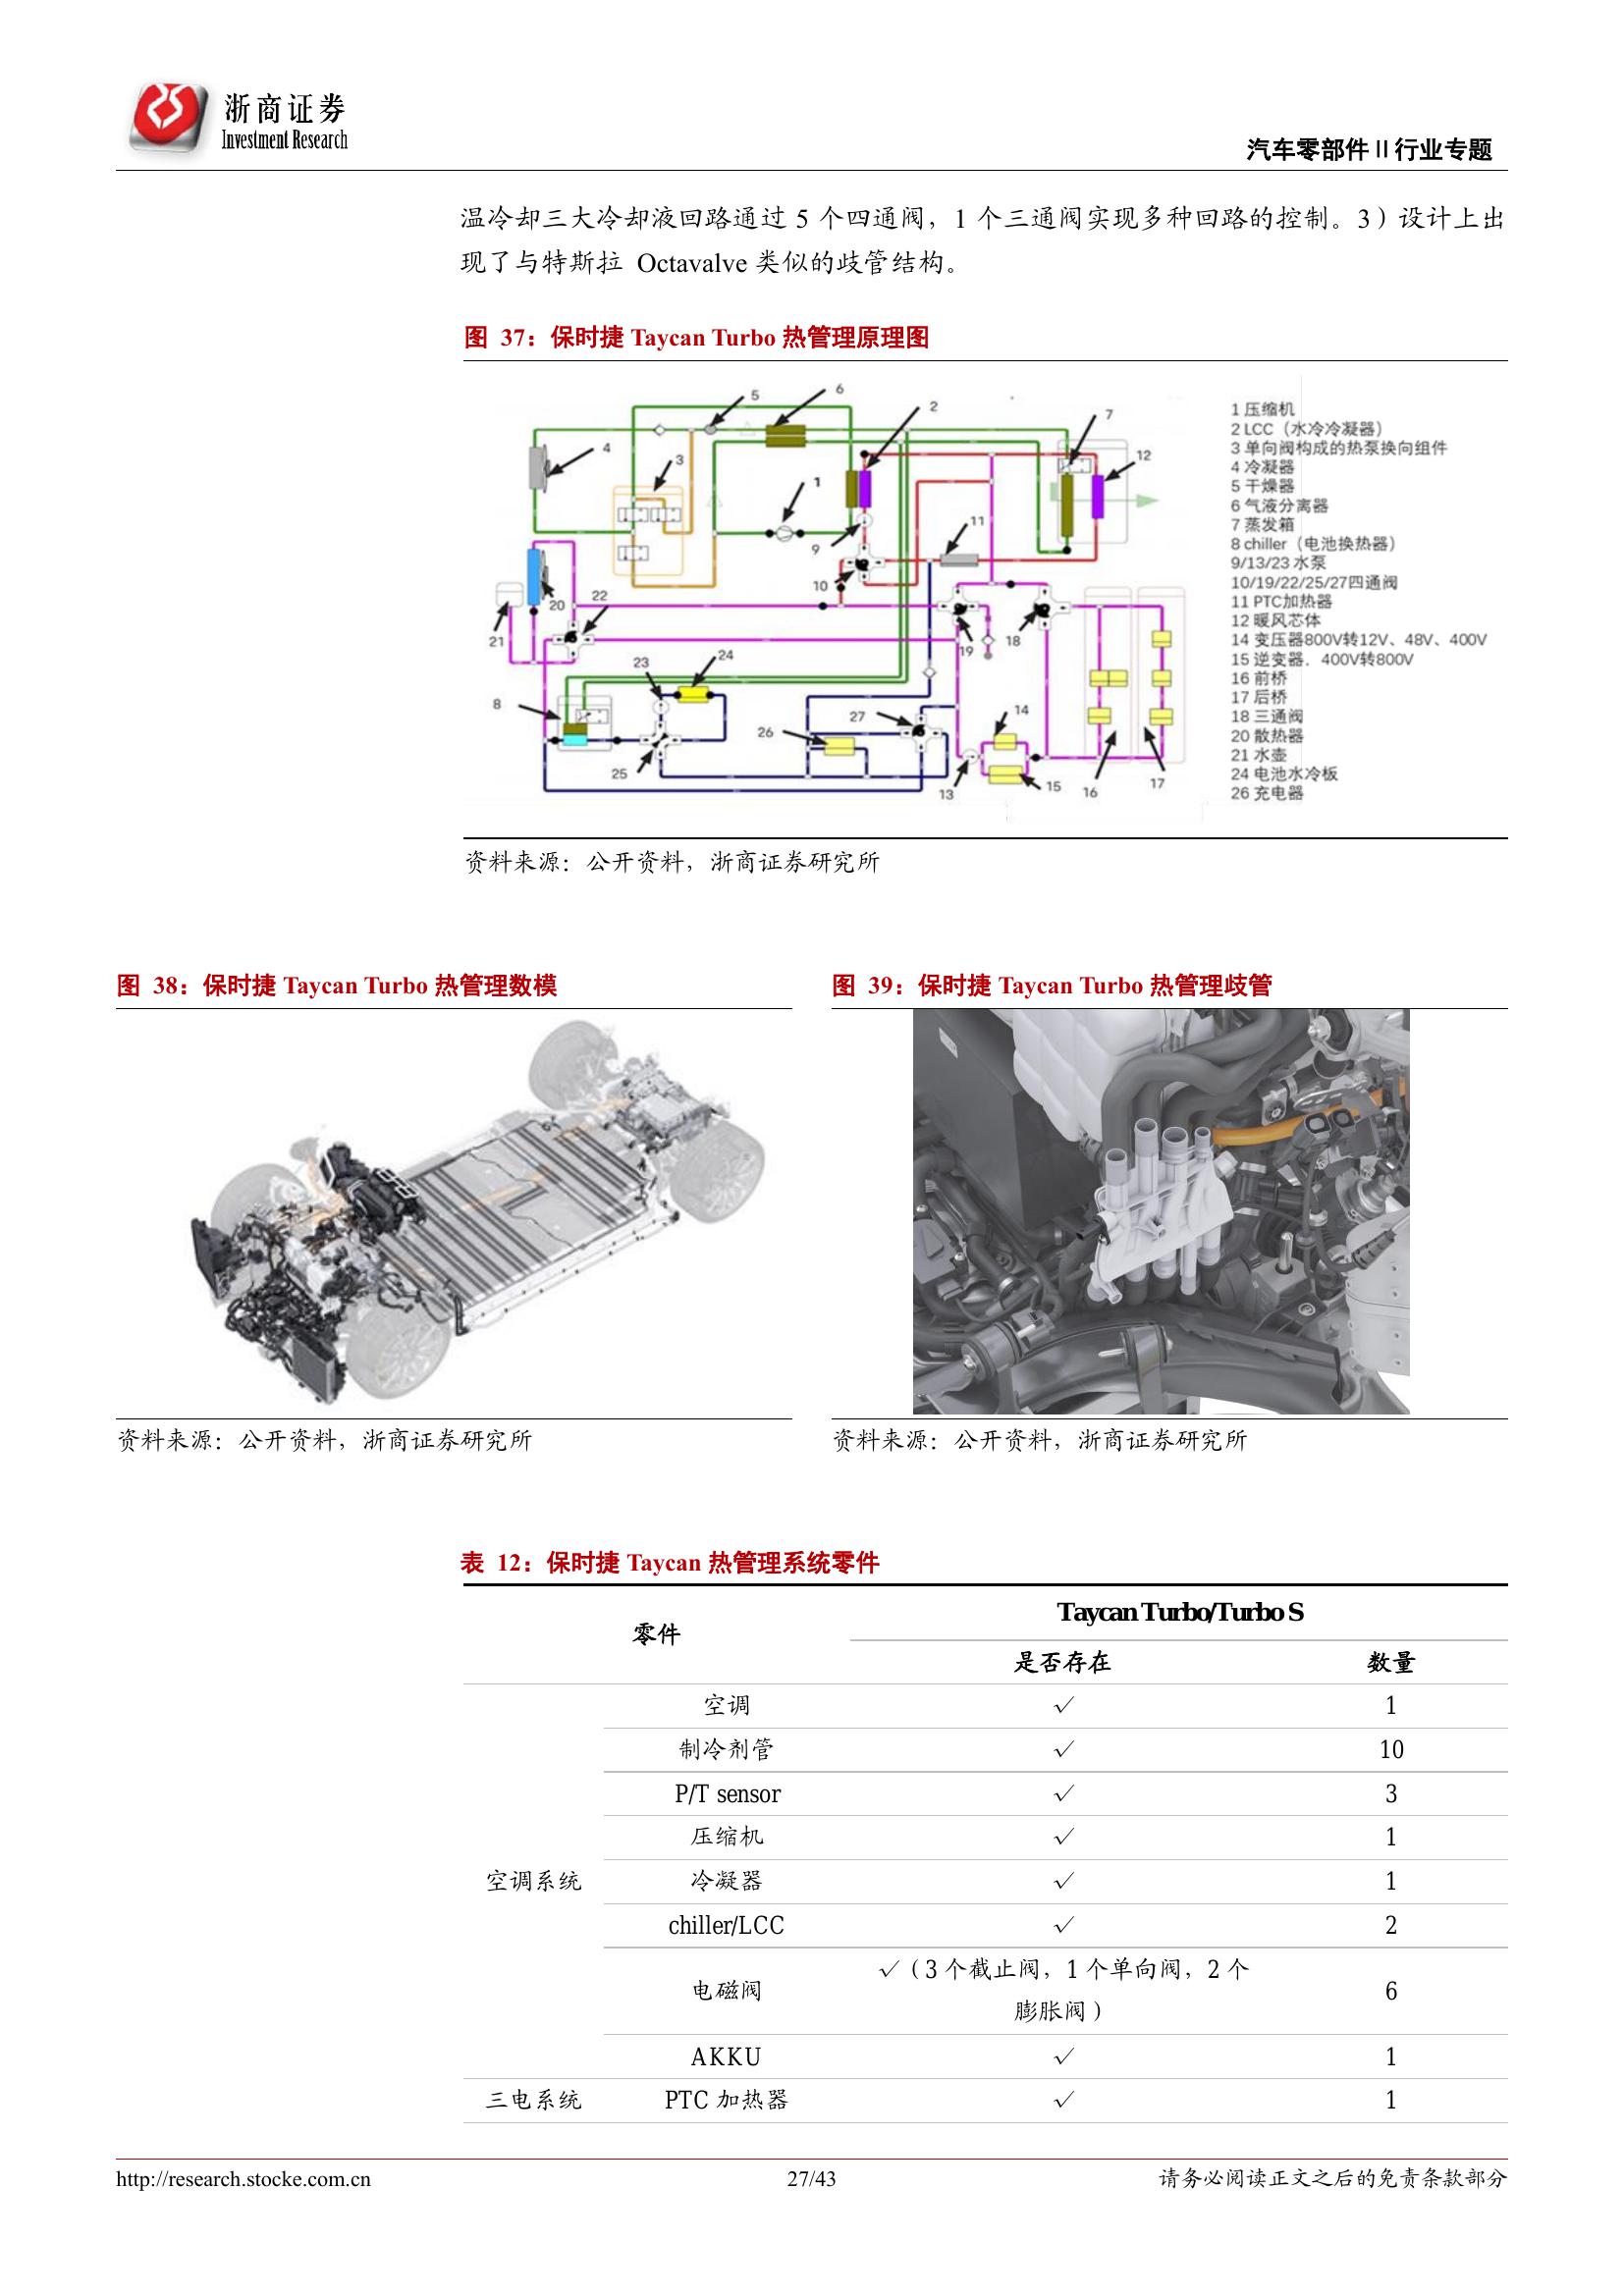 浙商证券
Investment Research
汽车零部件Ⅱ行业专题
温冷却三大冷却液回路通过 5 个四通阀，1 个三通阀实现多种回路的控制。3）设计上出
现了与特斯拉 Octavalve 类似的歧管结构。
图 37：保时捷 Taycan Turbo 热管理原理图
1 压缩机
2 LCC（水冷冷凝器）
3 单向阀构成的热泵换向组件
4 冷凝器
5 干燥器
6 气液分离器
7 蒸发箱
8 chiller（电池换热器）
9/13/23 水泵
10/19/22/25/27四通阀
11 PTC加热器
12 暖风芯体
14 变压器800V转12V、48V、400V
15 逆变器．400V转800V
16 前桥
17 后桥
18 三通阀
20 散热器
21 水壶
24 电池水冷板
26 充电器
5 6 2 7
4 3 1 12
11
9
10
20 22
21 19 18
23 24
8 27 14
26
25 13 15 16 17
资料来源：公开资料，浙商证券研究所
图 38：保时捷 Taycan Turbo 热管理数模
图 39：保时捷 Taycan Turbo 热管理歧管
资料来源：公开资料，浙商证券研究所
资料来源：公开资料，浙商证券研究所
表 12：保时捷 Taycan 热管理系统零件
零件 Taycan Turbo/Turbo S
是否存在 数量
空调系统
空调 √ 1
制冷剂管 √ 10
P/T sensor √ 3
压缩机 √ 1
冷凝器 √ 1
chiller/LCC √ 2
电磁阀 √（3 个截止阀，1 个单向阀，2 个
膨胀阀） 6
AKKU √ 1
三电系统 PTC 加热器 √ 1
http://research.stocke.com.cn 27/43 请务必阅读正文之后的免责条款部分